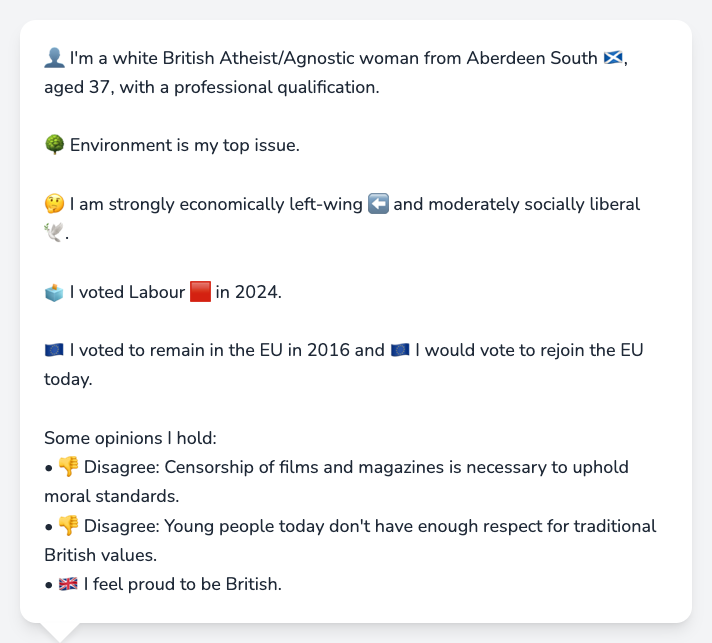 👤 I'm a white British Atheist/Agnostic woman from Aberdeen South 🏴󠁧󠁢󠁳󠁣󠁴󠁿,
aged 37, with a professional qualification.
🌳 Environment is my top issue.
🤔 I am strongly economically left-wing ⬅️ and moderately socially liberal
🕊️.
🗳️ I voted Labour 🟥 in 2024.
🇪🇺 I voted to remain in the EU in 2016 and 🇪🇺 I would vote to rejoin the EU
today.
Some opinions I hold:
• 👎 Disagree: Censorship of films and magazines is necessary to uphold
moral standards.
• 👎 Disagree: Young people today don't have enough respect for traditional
British values.
• 🇬🇧 I feel proud to be British.